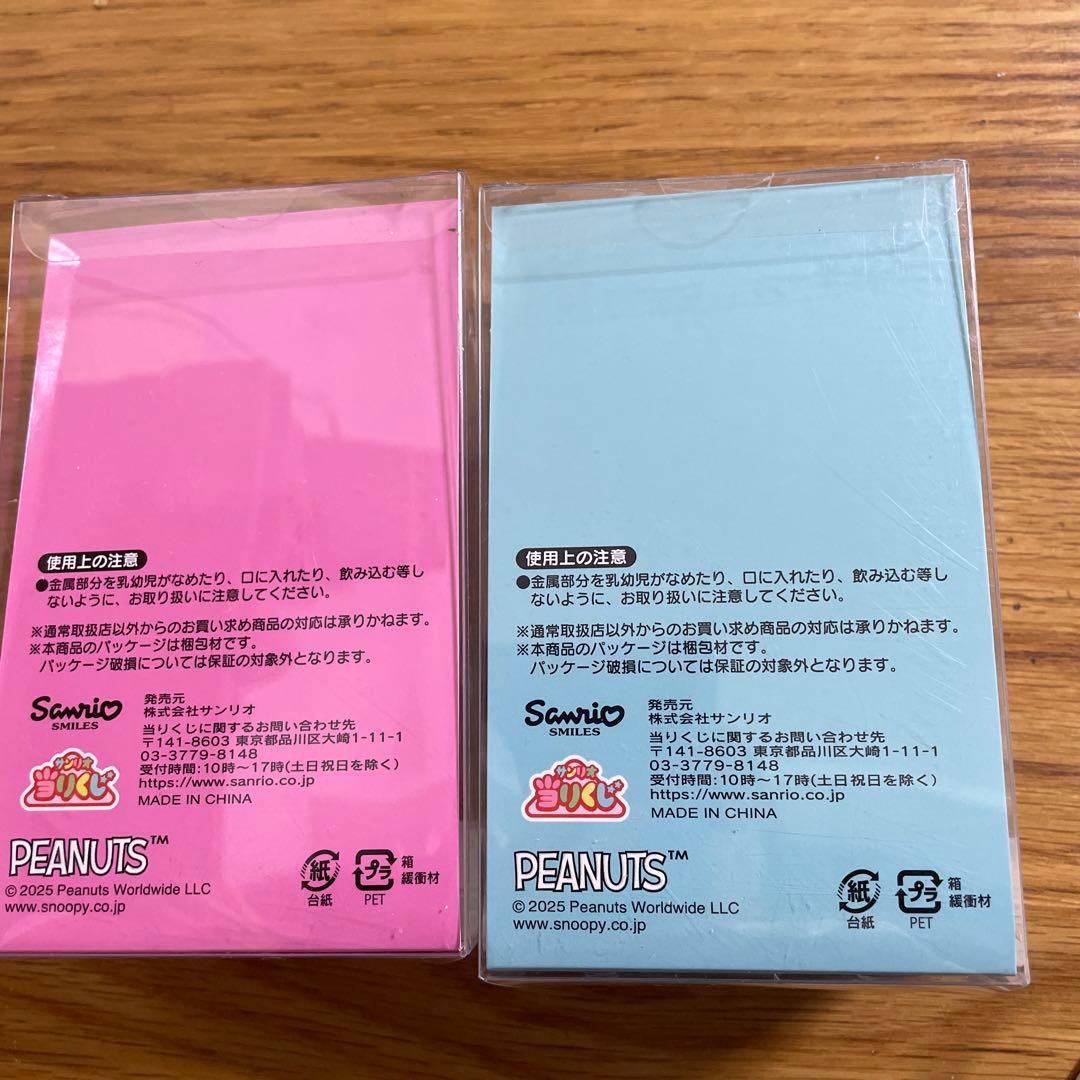 使用上の注意
●金属部分を乳幼児がなめたり、口に入れたり、飲み込む等し
ないように、お取り扱いに注意してください。
※通常取扱店以外からのお買い求め商品の対応は承りかねます。
※本商品のパッケージは梱包材です。
パッケージ破損については保証の対象外となります。
Sanrio
SMILES
発売元
株式会社サンリオ
当りくじに関するお問い合わせ先
〒141-8603 東京都品川区大崎1-11-1
03-3779-8148
受付時間:10時〜17時(土日祝日を除く)
https://www.sanrio.co.jp
MADE IN CHINA
サンリオ
当りくじ
PEANUTS™
© 2025 Peanuts Worldwide LLC
www.snoopy.co.jp
紙
台紙
プラ
PET
箱
緩衝材
使用上の注意
●金属部分を乳幼児がなめたり、口に入れたり、飲み込む等し
ないように、お取り扱いに注意してください。
※通常取扱店以外からのお買い求め商品の対応は承りかねます。
※本商品のパッケージは梱包材です。
パッケージ破損については保証の対象外となります。
Sanrio
SMILES
発売元
株式会社サンリオ
当りくじに関するお問い合わせ先
〒141-8603 東京都品川区大崎1-11-1
03-3779-8148
受付時間:10時〜17時(土日祝日を除く)
https://www.sanrio.co.jp
MADE IN CHINA
サンリオ
当りくじ
PEANUTS™
© 2025 Peanuts Worldwide LLC
www.snoopy.co.jp
紙
台紙
プラ
PET
箱
緩衝材